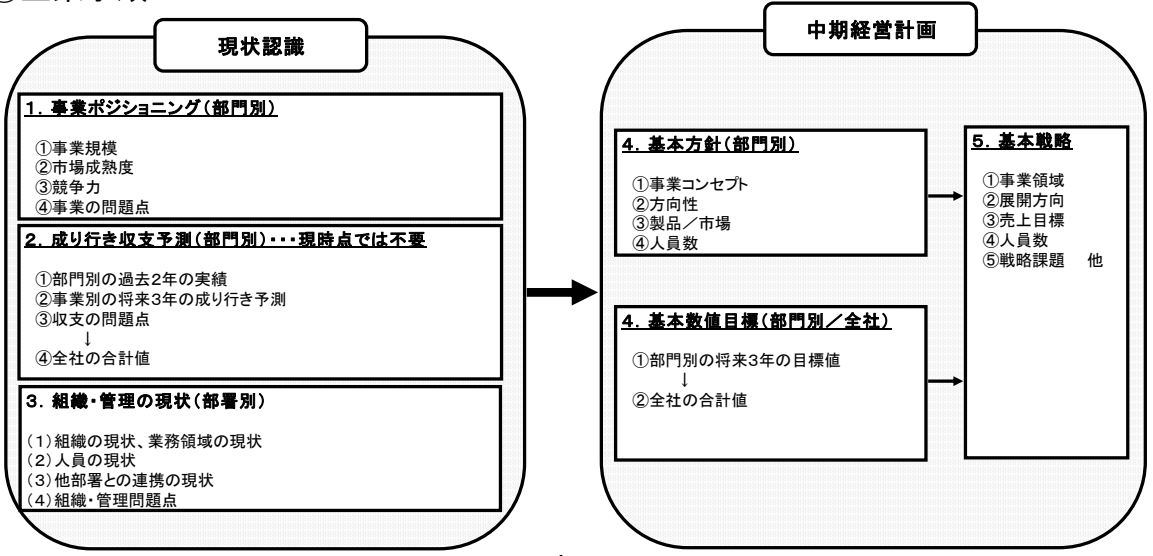 現状認識
1．事業ポジショニング（部門別）
①事業規模
②市場成熟度
③競争力
④事業の問題点
2．成り行き収支予測（部門別）・・・現時点では不要
①部門別の過去2年の実績
②事業別の将来3年の成り行き予測
③収支の問題点
↓
④全社の合計値
3．組織・管理の現状（部署別）
（1）組織の現状、業務領域の現状
（2）人員の現状
（3）他部署との連携の現状
（4）組織・管理問題点
中期経営計画
4．基本方針（部門別）
①事業コンセプト
②方向性
③製品／市場
④人員数
4．基本数値目標（部門別／全社）
①部門別の将来3年の目標値
↓
②全社の合計値
5．基本戦略
①事業領域
②展開方向
③売上目標
④人員数
⑤戦略課題　他